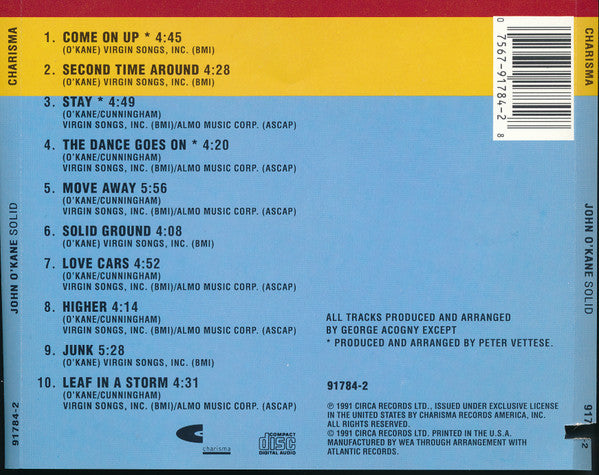 CHARISMA
JOHN O'KANE SOLID
91784-2
1. COME ON UP * 4:45
(O'KANE) VIRGIN SONGS, INC. (BMI)
2. SECOND TIME AROUND 4:28
(O'KANE) VIRGIN SONGS, INC. (BMI)
3. STAY * 4:49
(O'KANE/CUNNINGHAM)
VIRGIN SONGS, INC. (BMI)/ALMO MUSIC CORP. (ASCAP)
4. THE DANCE GOES ON * 4:20
(O'KANE/CUNNINGHAM)
VIRGIN SONGS, INC. (BMI)/ALMO MUSIC CORP. (ASCAP)
5. MOVE AWAY 5:56
(O'KANE/CUNNINGHAM)
VIRGIN SONGS, INC. (BMI)/ALMO MUSIC CORP. (ASCAP)
6. SOLID GROUND 4:08
(O'KANE) VIRGIN SONGS, INC. (BMI)
7. LOVE CARS 4:52
(O'KANE/CUNNINGHAM)
VIRGIN SONGS, INC. (BMI)/ALMO MUSIC CORP. (ASCAP)
8. HIGHER 4:14
(O'KANE/CUNNINGHAM)
VIRGIN SONGS, INC. (BMI)/ALMO MUSIC CORP. (ASCAP)
9. JUNK 5:28
(O'KANE) VIRGIN SONGS, INC. (BMI)
10. LEAF IN A STORM 4:31
(O'KANE/CUNNINGHAM)
VIRGIN SONGS, INC. (BMI)/ALMO MUSIC CORP. (ASCAP)
charisma
COMPACT
disc
DIGITAL AUDIO
0 7567-91784-2 8
ALL TRACKS PRODUCED AND ARRANGED
BY GEORGE ACOGNY EXCEPT
* PRODUCED AND ARRANGED BY PETER VETTESE.
91784-2
℗ 1991 CIRCA RECORDS LTD., ISSUED UNDER EXCLUSIVE LICENSE
IN THE UNITED STATES BY CHARISMA RECORDS AMERICA, INC.
ALL RIGHTS RESERVED.
© 1991 CIRCA RECORDS LTD. PRINTED IN THE U.S.A.
MANUFACTURED BY WEA THROUGH ARRANGEMENT WITH
ATLANTIC RECORDS.
CHARISMA
JOHN O'KANE SOLID